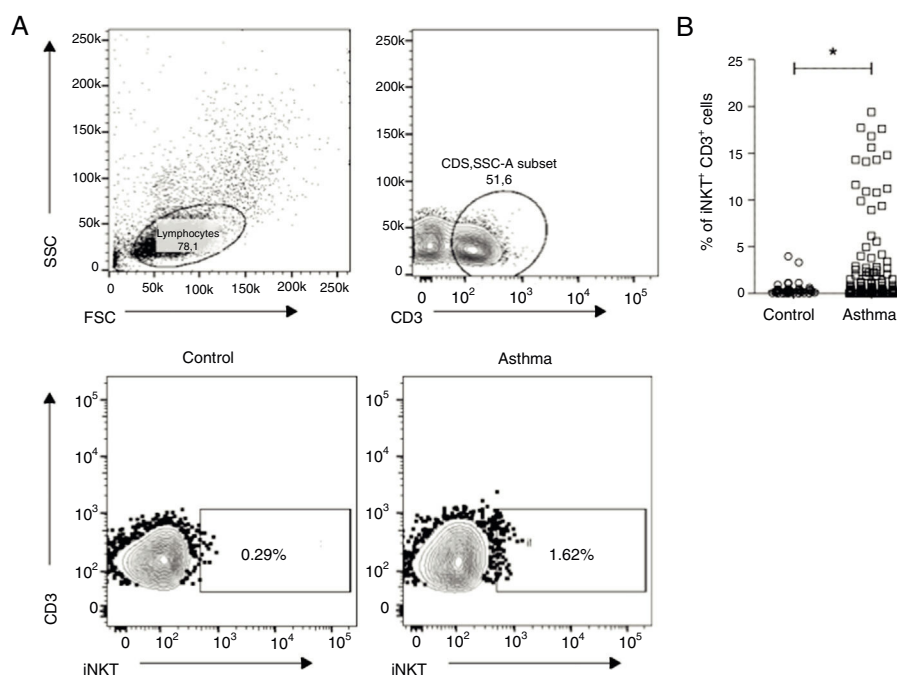 A
250k
200k
150k
100k
50k
0
SSC
Lymphocytes
78,1
0
50k
100k
150k
200k
250k
FSC
250k
200k
150k
100k
50k
0
CDS,SSC-A subset
51,6
0
10²
10³
10⁴
10⁵
CD3
B
25
20
15
10
5
0
% of iNKT⁺ CD3⁺ cells
*
Control
Asthma
Control
10⁵
10⁴
10³
10²
0
CD3
0.29%
0
10²
10³
10⁴
10⁵
iNKT
Asthma
10⁵
10⁴
10³
10²
0
1.62%
0
10²
10³
10⁴
10⁵
iNKT